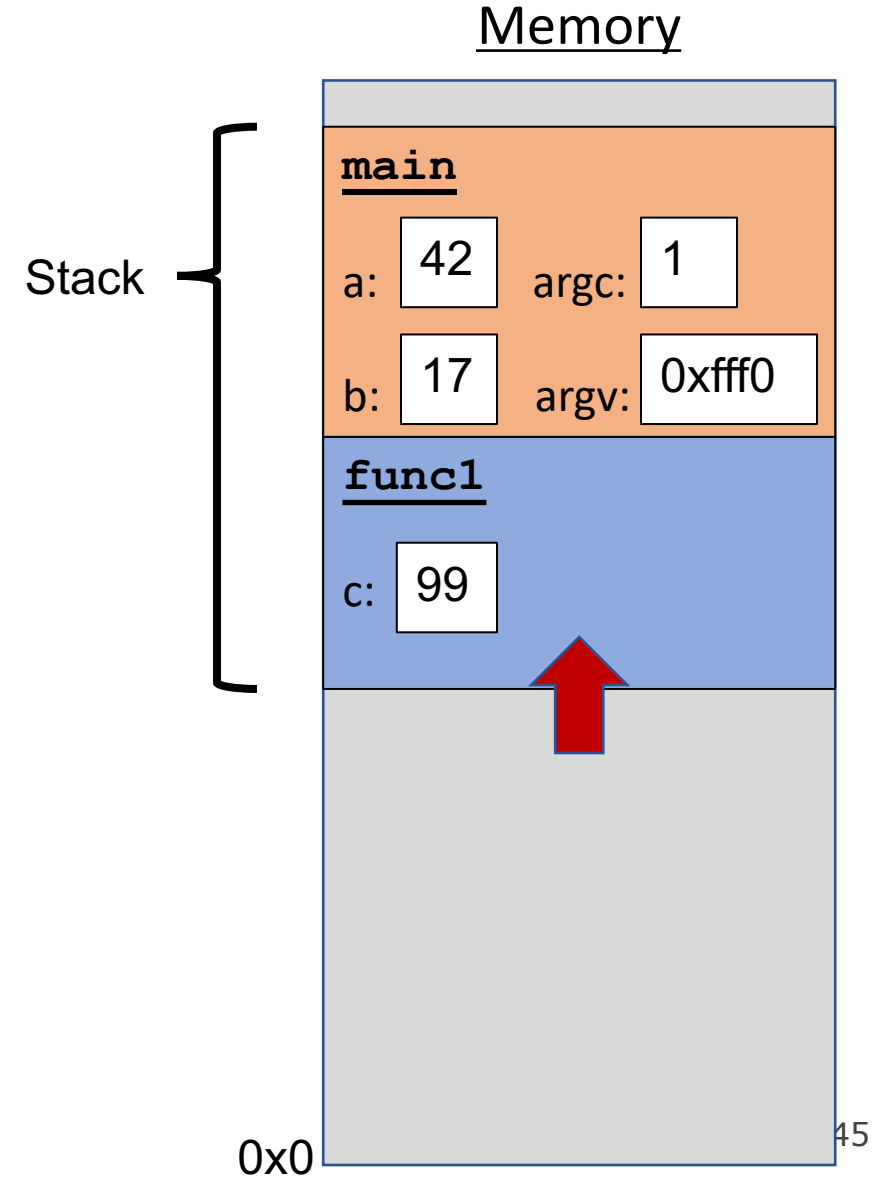 Memory
main
Stack
a: 42 argc: 1
b: 17 argv: 0xfff0
func1
c: 99
45
0x0